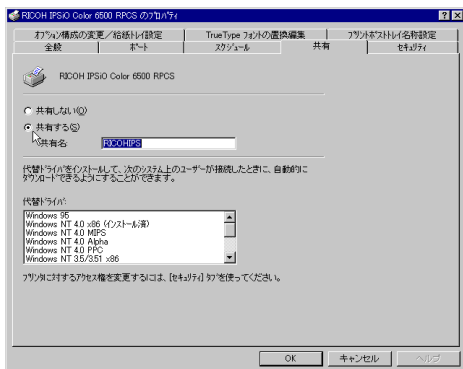 RICOH IPSiO Color 6500 RPCS のプロパティ
オプション構成の変更／給紙トレイ設定
TrueType フォントの置換編集
プリントポストトレイ名称設定
全般
ポート
スケジュール
共有
セキュリティ
RICOH IPSiO Color 6500 RPCS
共有しない(O)
共有する(S)
共有名:
RICOHIPS
代替ドライバをインストールして、次のシステム上のユーザーが接続したときに、自動的に
ダウンロードできるようにすることができます。
代替ドライバ:
Windows 95
Windows NT 4.0 x86 (インストール済)
Windows NT 4.0 MIPS
Windows NT 4.0 Alpha
Windows NT 4.0 PPC
Windows NT 3.5/3.51 x86
プリンタに対するアクセス権を変更するには、[セキュリティ] タブを使ってください。
OK
キャンセル
ヘルプ